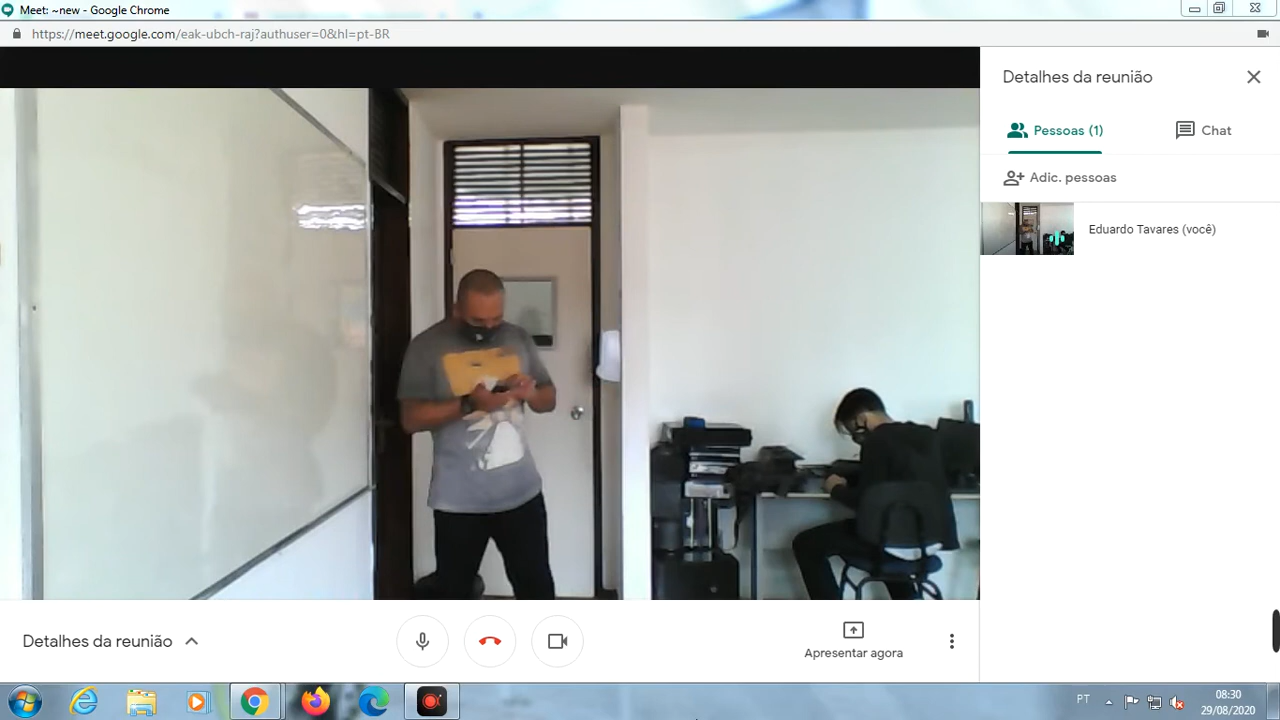 Meet: ~new - Google Chrome
https://meet.google.com/eak-ubch-raj?authuser=0&hl=pt-BR
Detalhes da reunião
Pessoas (1)
Chat
Adic. pessoas
Eduardo Tavares (você)
Detalhes da reunião
Apresentar agora
PT
08:30
29/08/2020